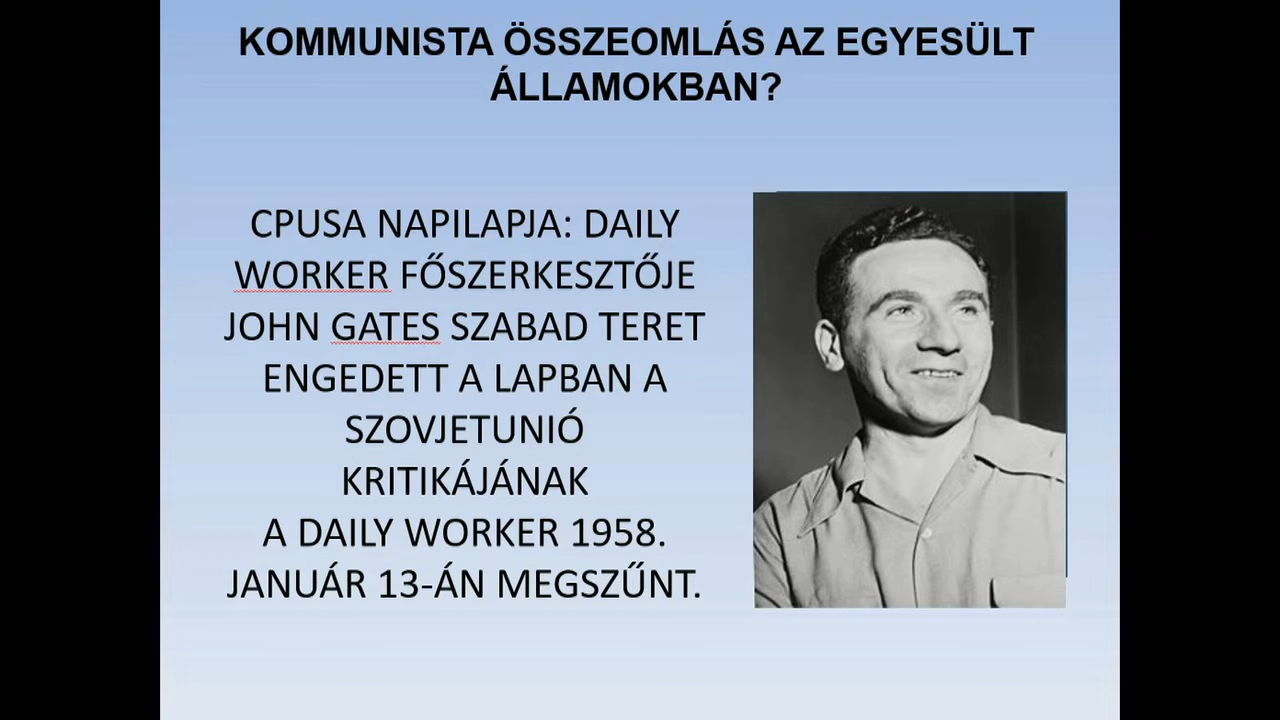 KOMMUNISTA ÖSSZEOMLÁS AZ EGYESÜLT
ÁLLAMOKBAN?
CPUSA NAPILAPJA: DAILY
WORKER FŐSZERKESZTŐJE
JOHN GATES SZABAD TERET
ENGEDETT A LAPBAN A
SZOVJETUNIÓ
KRITIKÁJÁNAK
A DAILY WORKER 1958.
JANUÁR 13-ÁN MEGSZŰNT.